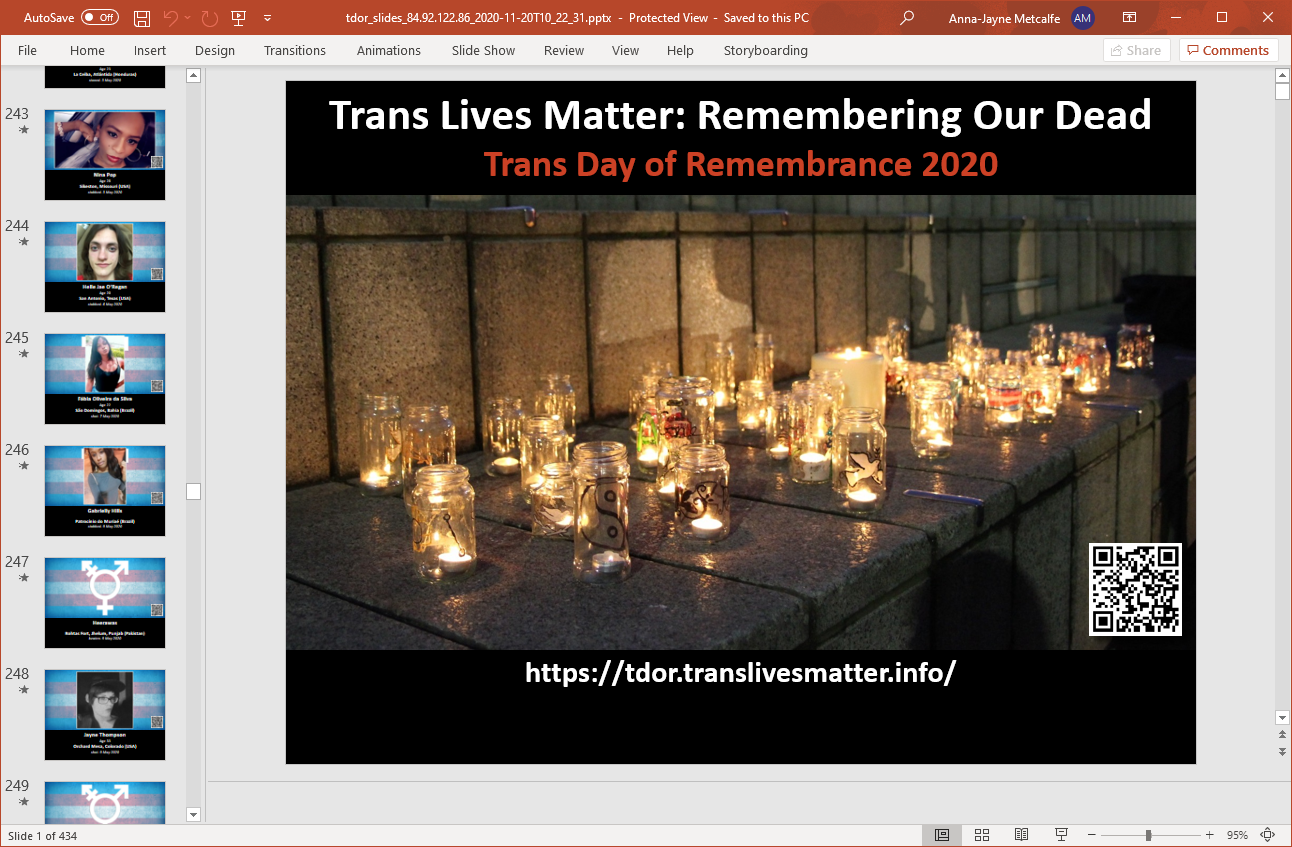 AutoSave Off
tdor_slides_84.92.122.86_2020-11-20T10_22_31.pptx - Protected View - Saved to this PC
Anna-Jayne Metcalfe AM
File Home Insert Design Transitions Animations Slide Show Review View Help Storyboarding
Share Comments
La Ceiba, Atlántida (Honduras)
243
Nina Pop
Sikeston, Missouri (USA)
244
Helle Jae O'Regan
San Antonio, Texas (USA)
245
São Domingos, Bahia (Brazil)
246
Gabrielly Hills
Patrocínio do Muriaé (Brazil)
247
Rohtas Fort, Jhelum, Punjab (Pakistan)
248
Jayne Thompson
Orchard Mesa, Colorado (USA)
249
Trans Lives Matter: Remembering Our Dead
Trans Day of Remembrance 2020
https://tdor.translivesmatter.info/
Slide 1 of 434
95%